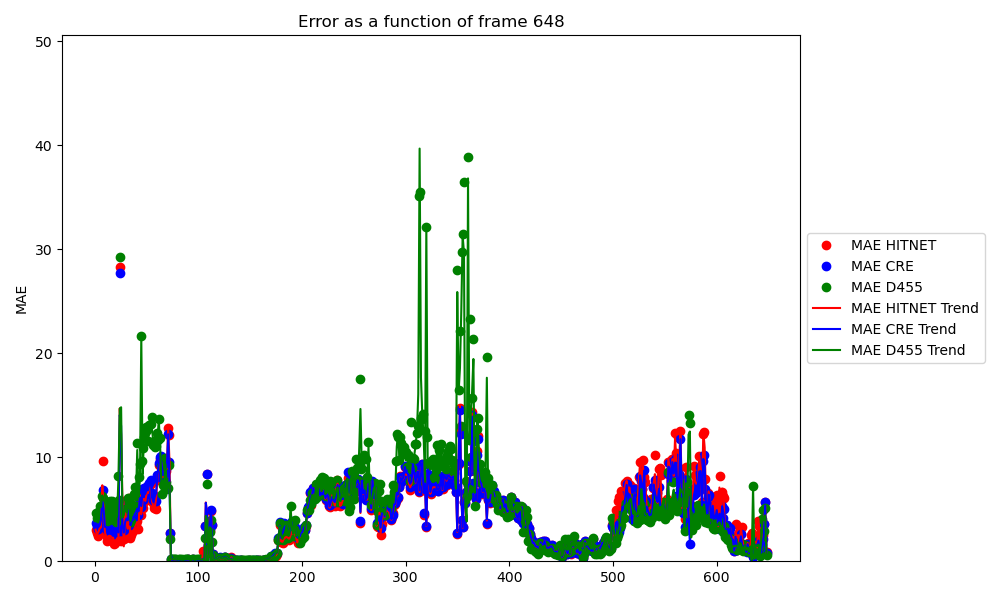 Error as a function of frame 648
50
40
30
20
10
0
MAE
0
100
200
300
400
500
600
MAE HITNET
MAE CRE
MAE D455
MAE HITNET Trend
MAE CRE Trend
MAE D455 Trend